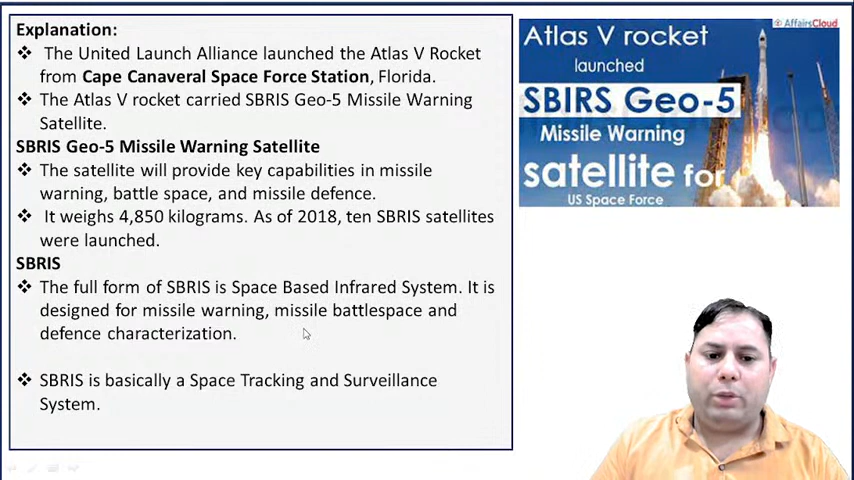 Explanation:
❖ The United Launch Alliance launched the Atlas V Rocket
from Cape Canaveral Space Force Station, Florida.
❖ The Atlas V rocket carried SBRIS Geo-5 Missile Warning
Satellite.
SBRIS Geo-5 Missile Warning Satellite
❖ The satellite will provide key capabilities in missile
warning, battle space, and missile defence.
❖ It weighs 4,850 kilograms. As of 2018, ten SBRIS satellites
were launched.
SBRIS
❖ The full form of SBRIS is Space Based Infrared System. It is
designed for missile warning, missile battlespace and
defence characterization.
❖ SBRIS is basically a Space Tracking and Surveillance
System.
AffairsCloud
Atlas V rocket
launched
SBIRS Geo-5
Missile Warning
satellite for
US Space Force